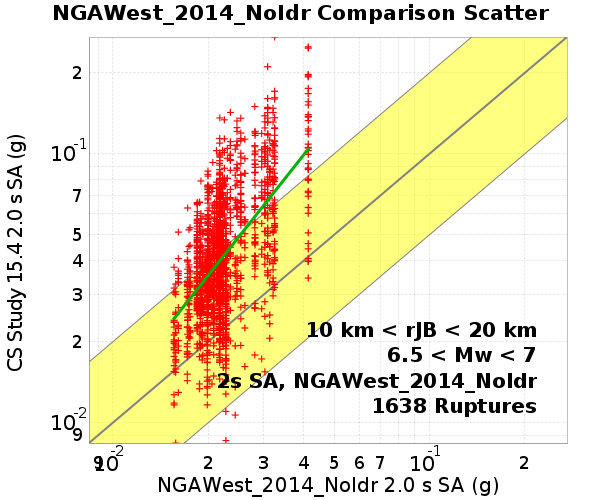 NGAWest_2014_NoIdr Comparison Scatter
CS Study 15.4 2.0 s SA (g)
2
10-1
7
5
4
3
2
10-2
9
10 km < rJB < 20 km
6.5 < Mw < 7
2s SA, NGAWest_2014_NoIdr
1638 Ruptures
9 10-2 2 3 4 5 6 7 10-1 2
NGAWest_2014_NoIdr 2.0 s SA (g)